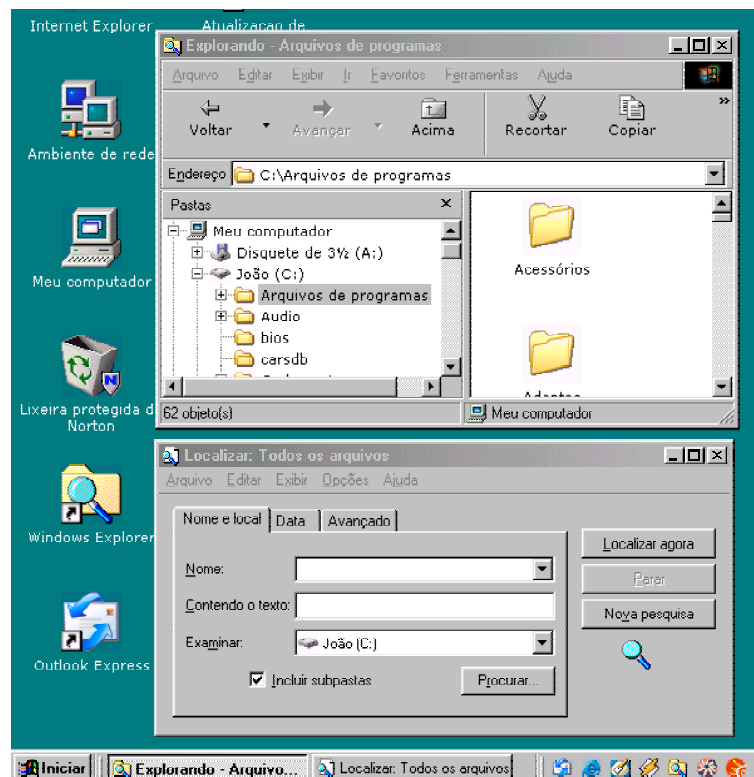 Internet Explorer
Atualizacao de
Ambiente de rede
Meu computador
Lixeira protegida d
Norton
Windows Explorer
Outlook Express
Explorando - Arquivos de programas
Arquivo Editar Exibir Ir Favoritos Ferramentas Ajuda
Voltar Avançar Acima Recortar Copiar »
Endereço C:\Arquivos de programas
Pastas ×
Meu computador
Disquete de 3½ (A:)
João (C:)
Arquivos de programas
Audio
bios
carsdb
Acessórios
Adaptec
62 objeto(s) Meu computador
Localizar: Todos os arquivos
Arquivo Editar Exibir Opções Ajuda
Nome e local Data Avançado
Nome:
Contendo o texto:
Examinar: João (C:)
Incluir subpastas Procurar...
Localizar agora
Parar
Nova pesquisa
Iniciar Explorando - Arquivo... Localizar: Todos os arquivos